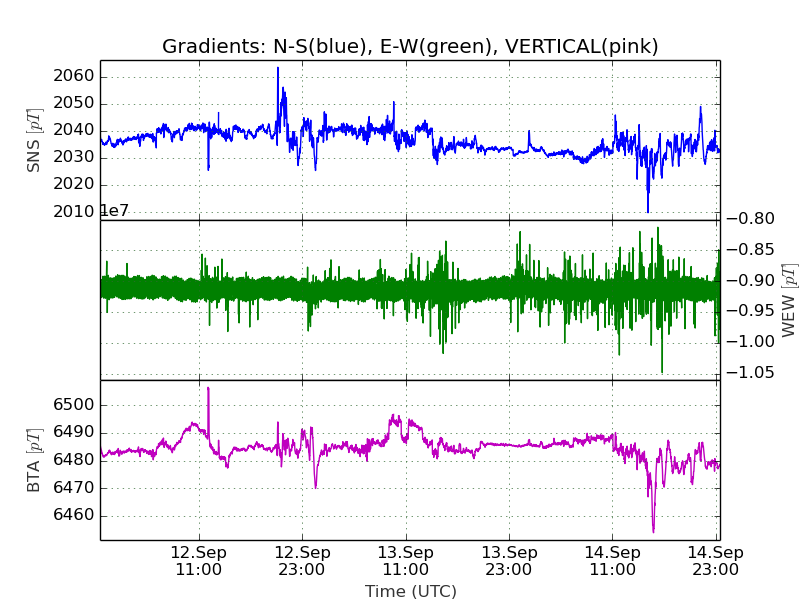 Gradients: N-S(blue), E-W(green), VERTICAL(pink)
2060
2050
2040
2030
2020
2010
SNS [pT]
1e7
−0.80
−0.85
−0.90
−0.95
−1.00
−1.05
WEW [pT]
6500
6490
6480
6470
6460
BTA [pT]
12.Sep 12.Sep 13.Sep 13.Sep 14.Sep 14.Sep
11:00 23:00 11:00 23:00 11:00 23:00
Time (UTC)